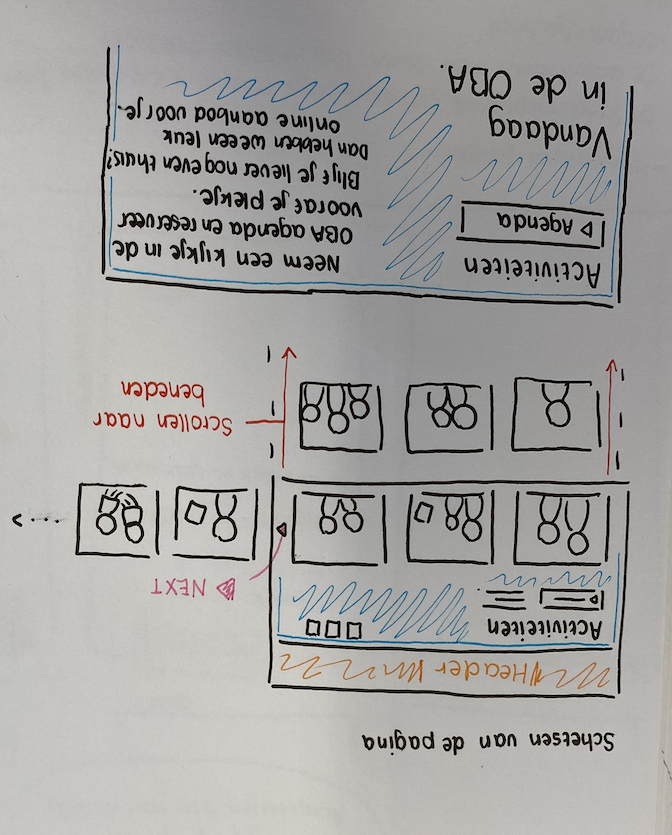 Schetsen van de pagina
Header
Activiteiten
NEXT
Scrollen naar
beneden
Activiteiten
Agenda
Vandaag
in de OBA.
Neem een kijkje in de
OBA agenda en reserveer
vooraf je plekje.
Blijf je liever nog even thuis?
Dan hebben we een leuk
online aanbod voor je.